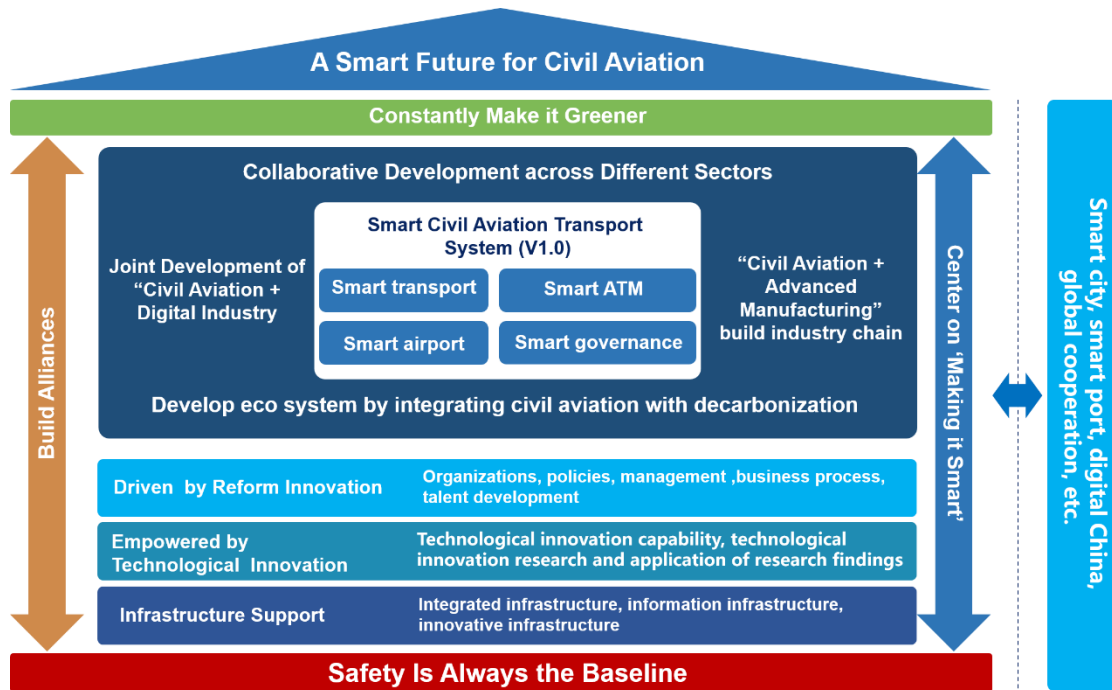 A Smart Future for Civil Aviation
Constantly Make it Greener
Build Alliances
Collaborative Development across Different Sectors
Joint Development of
“Civil Aviation +
Digital Industry
Smart Civil Aviation Transport
System (V1.0)
Smart transport
Smart ATM
Smart airport
Smart governance
“Civil Aviation +
Advanced
Manufacturing”
build industry chain
Develop eco system by integrating civil aviation with decarbonization
Driven by Reform Innovation
Organizations, policies, management ,business process,
talent development
Empowered by
Technological Innovation
Technological innovation capability, technological
innovation research and application of research findings
Infrastructure Support
Integrated infrastructure, information infrastructure,
innovative infrastructure
Center on ‘Making it Smart’
Smart city, smart port, digital China,
global cooperation, etc.
Safety Is Always the Baseline